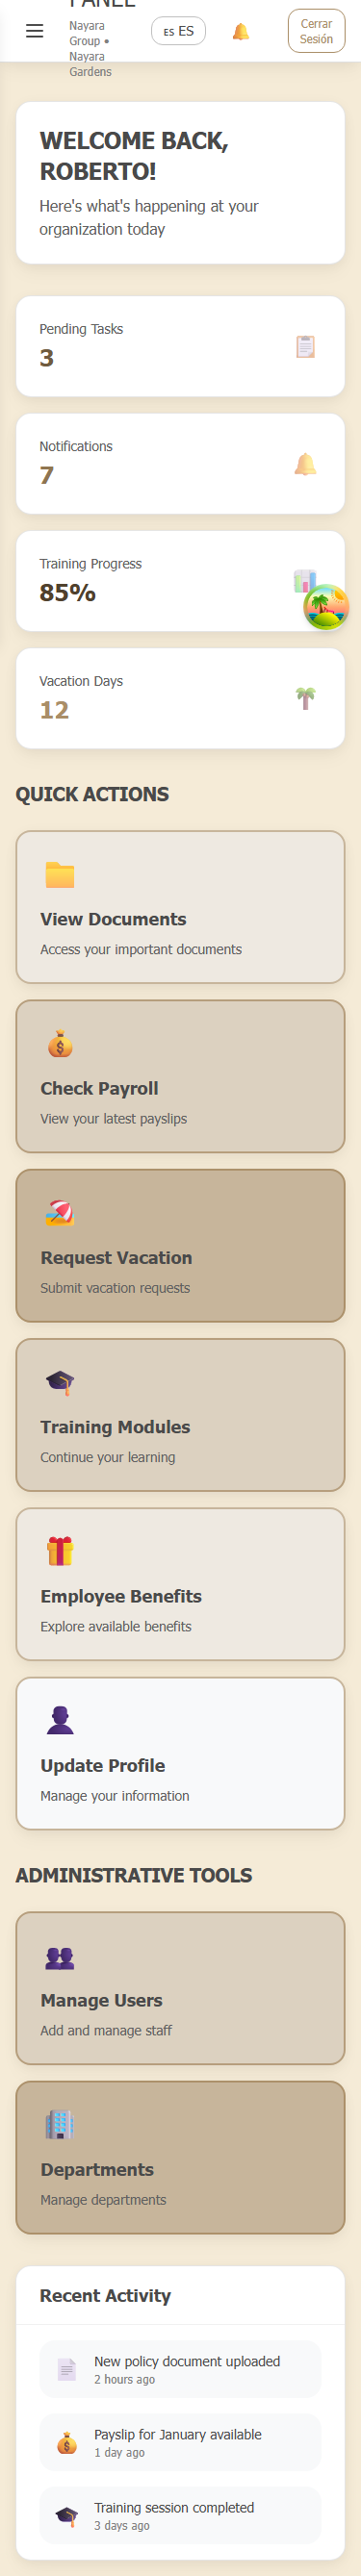 PANEL
Nayara
Group •
Nayara
Gardens
ES ES
Cerrar
Sesión
WELCOME BACK,
ROBERTO!
Here's what's happening at your
organization today
Pending Tasks
3
Notifications
7
Training Progress
85%
Vacation Days
12
QUICK ACTIONS
View Documents
Access your important documents
Check Payroll
View your latest payslips
Request Vacation
Submit vacation requests
Training Modules
Continue your learning
Employee Benefits
Explore available benefits
Update Profile
Manage your information
ADMINISTRATIVE TOOLS
Manage Users
Add and manage staff
Departments
Manage departments
Recent Activity
New policy document uploaded
2 hours ago
Payslip for January available
1 day ago
Training session completed
3 days ago